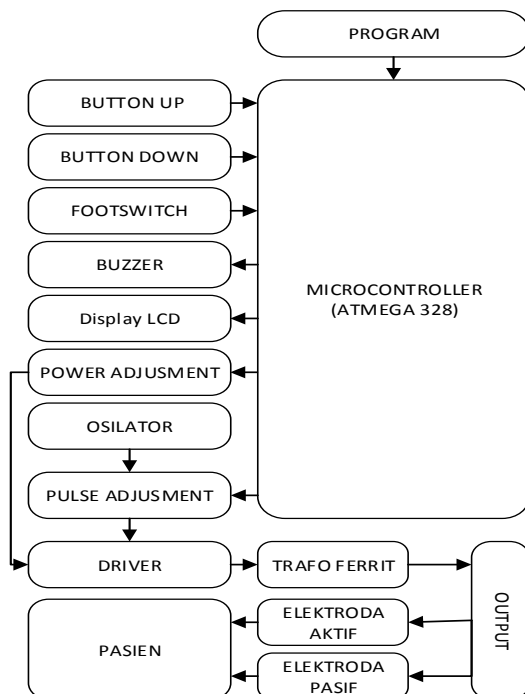 PROGRAM
BUTTON UP
BUTTON DOWN
FOOTSWITCH
BUZZER
Display LCD
MICROCONTROLLER
(ATMEGA 328)
POWER ADJUSMENT
OSILATOR
PULSE ADJUSMENT
DRIVER
TRAFO FERRIT
OUTPUT
PASIEN
ELEKTRODA
AKTIF
ELEKTRODA
PASIF